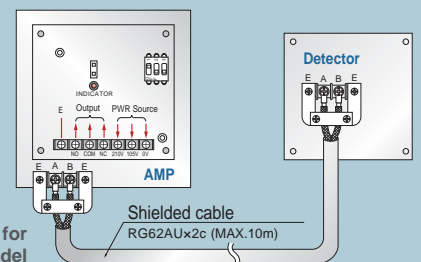 INDICATOR
E Output PWR Source
NO COM NC 210V 105V 0V
AMP
E A B E
Detector
E A B E
Shielded cable
RG62AU×2c (MAX.10m)
for
del